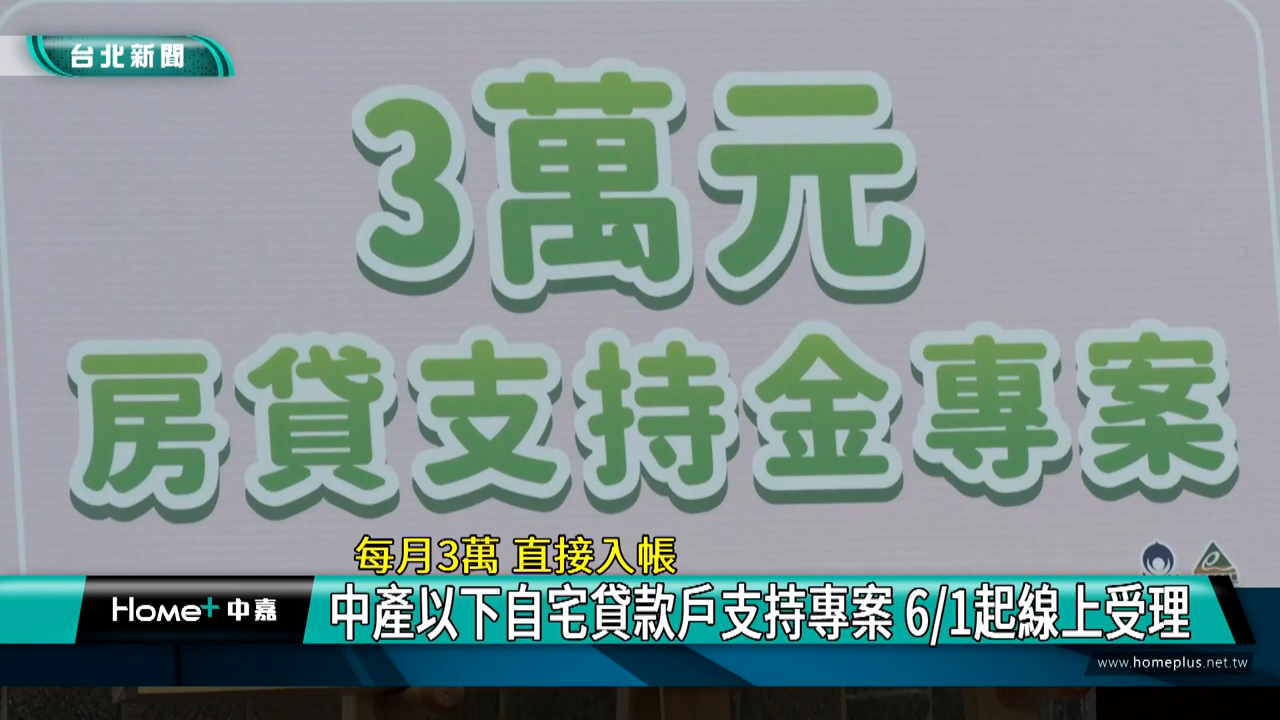 台北新聞
3萬元
房貸支持金專案
每月3萬 直接入帳
Home+中嘉
中產以下自宅貸款戶支持專案 6/1起線上受理
www.homeplus.net.tw